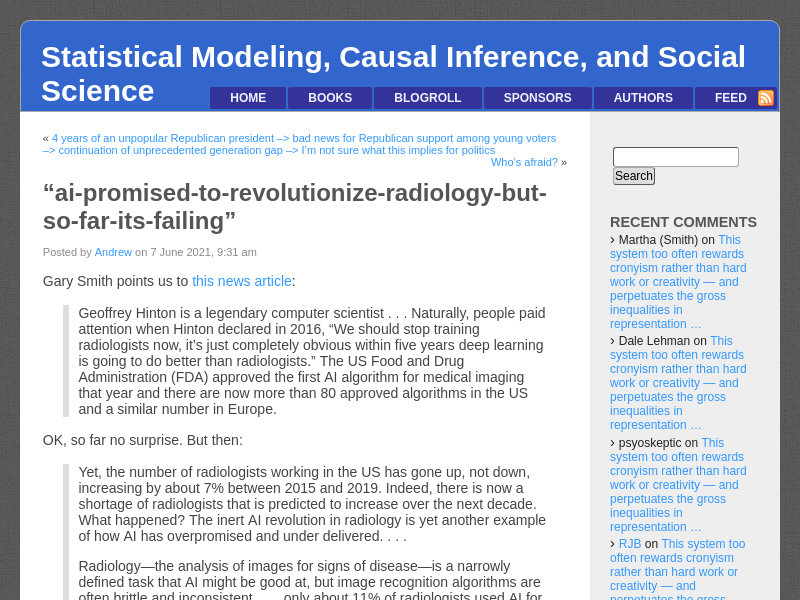 Statistical Modeling, Causal Inference, and Social
Science
HOME BOOKS BLOGROLL SPONSORS AUTHORS FEED
« 4 years of an unpopular Republican president –> bad news for Republican support among young voters
–> continuation of unprecedented generation gap –> I’m not sure what this implies for politics
Who’s afraid? »
“ai-promised-to-revolutionize-radiology-but-
so-far-its-failing”
Posted by Andrew on 7 June 2021, 9:31 am
Gary Smith points us to this news article:
Geoffrey Hinton is a legendary computer scientist . . . Naturally, people paid
attention when Hinton declared in 2016, “We should stop training
radiologists now, it’s just completely obvious within five years deep learning
is going to do better than radiologists.” The US Food and Drug
Administration (FDA) approved the first AI algorithm for medical imaging
that year and there are now more than 80 approved algorithms in the US
and a similar number in Europe.
OK, so far no surprise. But then:
Yet, the number of radiologists working in the US has gone up, not down,
increasing by about 7% between 2015 and 2019. Indeed, there is now a
shortage of radiologists that is predicted to increase over the next decade.
What happened? The inert AI revolution in radiology is yet another example
of how AI has overpromised and under delivered. . . .
Radiology—the analysis of images for signs of disease—is a narrowly
defined task that AI might be good at, but image recognition algorithms are
often brittle and inconsistent. . . . only about 11% of radiologists used AI for
Search
RECENT COMMENTS
› Martha (Smith) on This
system too often rewards
cronyism rather than hard
work or creativity — and
perpetuates the gross
inequalities in
representation …
› Dale Lehman on This
system too often rewards
cronyism rather than hard
work or creativity — and
perpetuates the gross
inequalities in
representation …
› psyoskeptic on This
system too often rewards
cronyism rather than hard
work or creativity — and
perpetuates the gross
inequalities in
representation …
› RJB on This system too
often rewards cronyism
rather than hard work or
creativity — and
perpetuates the gross